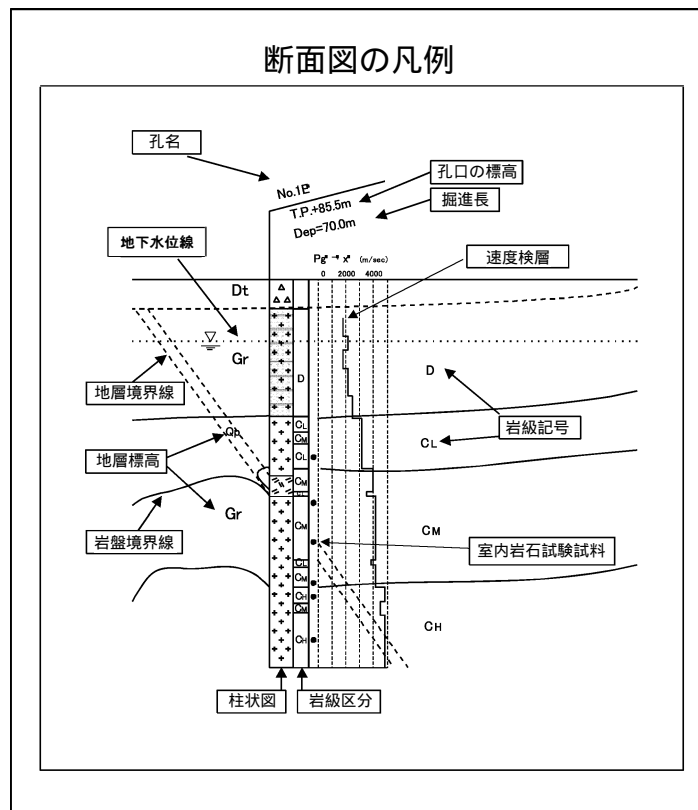 断面図の凡例
孔名
No.1
孔口の標高
T.P.+85.5m
掘進長
Dep=70.0m
地下水位線
(m/sec)
速度検層
0 2000 4000
Dt
Gr
D
D
地層境界線
岩級記号
CL
CM
CL
CL
地層標高
CM
CL
Gr
岩盤境界線
CM
CM
室内岩石試験試料
CL
CM
CH
CM
CH
CH
柱状図
岩級区分